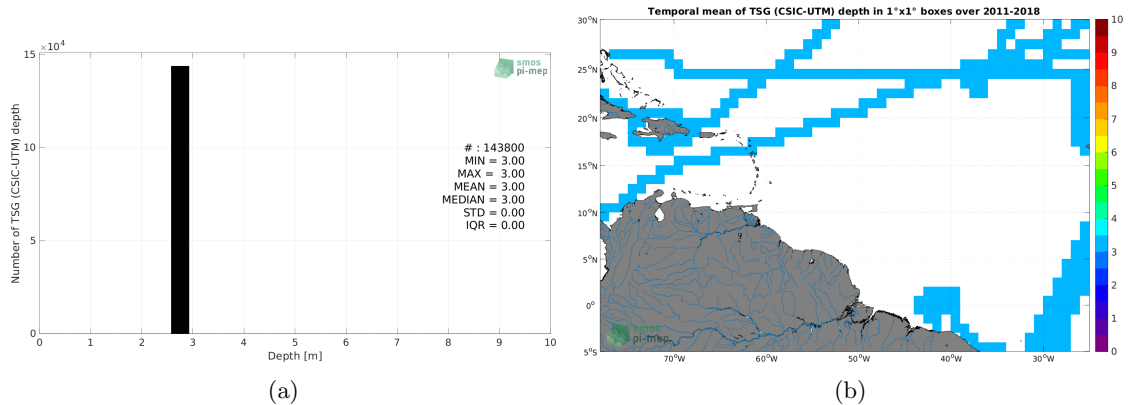 ×10⁴
15
10
5
0
Number of TSG (CSIC-UTM) depth
0 1 2 3 4 5 6 7 8 9 10
Depth [m]
smos
pi-mep
# : 143800
MIN = 3.00
MAX = 3.00
MEAN = 3.00
MEDIAN = 3.00
STD = 0.00
IQR = 0.00
(a)
Temporal mean of TSG (CSIC-UTM) depth in 1°x1° boxes over 2011-2018
30°N
25°N
20°N
15°N
10°N
5°N
0°
5°S
70°W 60°W 50°W 40°W 30°W
smos
pi-mep
10
9
8
7
6
5
4
3
2
1
0
(b)